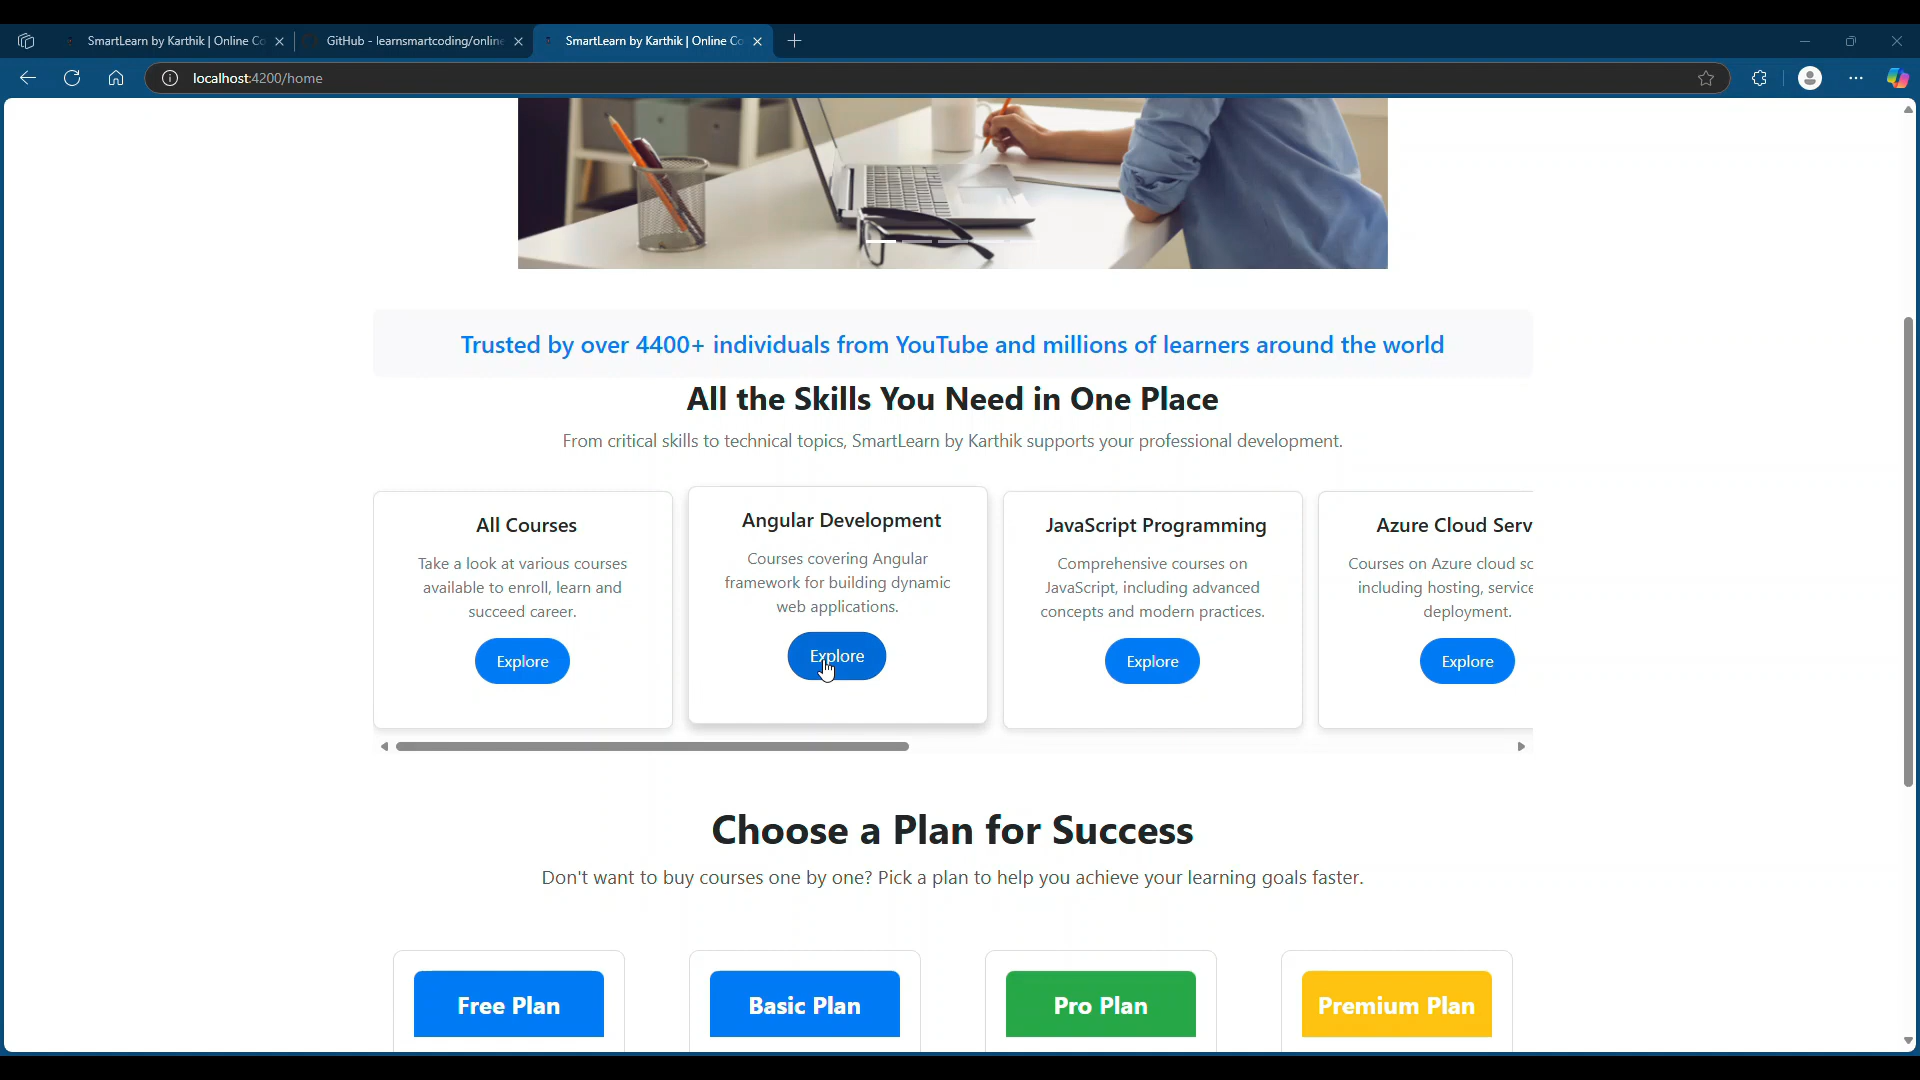 SmartLearn by Karthik | Online Co
GitHub - learnsmartcoding/online
SmartLearn by Karthik | Online Co
localhost:4200/home
Trusted by over 4400+ individuals from YouTube and millions of learners around the world
All the Skills You Need in One Place
From critical skills to technical topics, SmartLearn by Karthik supports your professional development.
All Courses
Take a look at various courses
available to enroll, learn and
succeed career.
Explore
Angular Development
Courses covering Angular
framework for building dynamic
web applications.
Explore
JavaScript Programming
Comprehensive courses on
JavaScript, including advanced
concepts and modern practices.
Explore
Azure Cloud Serv
Courses on Azure cloud sc
including hosting, service
deployment.
Explore
Choose a Plan for Success
Don't want to buy courses one by one? Pick a plan to help you achieve your learning goals faster.
Free Plan
Basic Plan
Pro Plan
Premium Plan